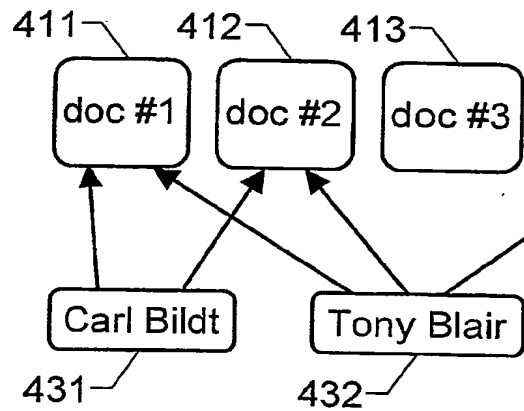 411 412 413
doc #1 doc #2 doc #3
Carl Bildt Tony Blair
431 432